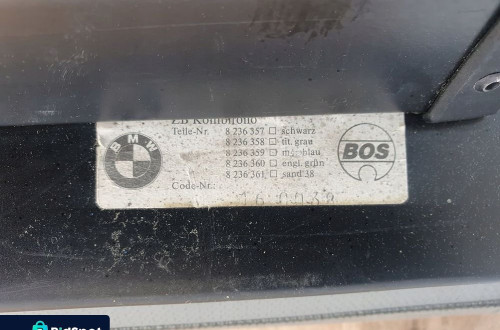 ZB Kofferrollo
Teile-Nr. 8 236 357 □ schwarz
8 236 358 □ tit. grau
8 236 359 □ blau
8 236 360 □ engl. grün
8 236 361 □ sand 38
Code-Nr.:
BMW
BOS
BidSpot